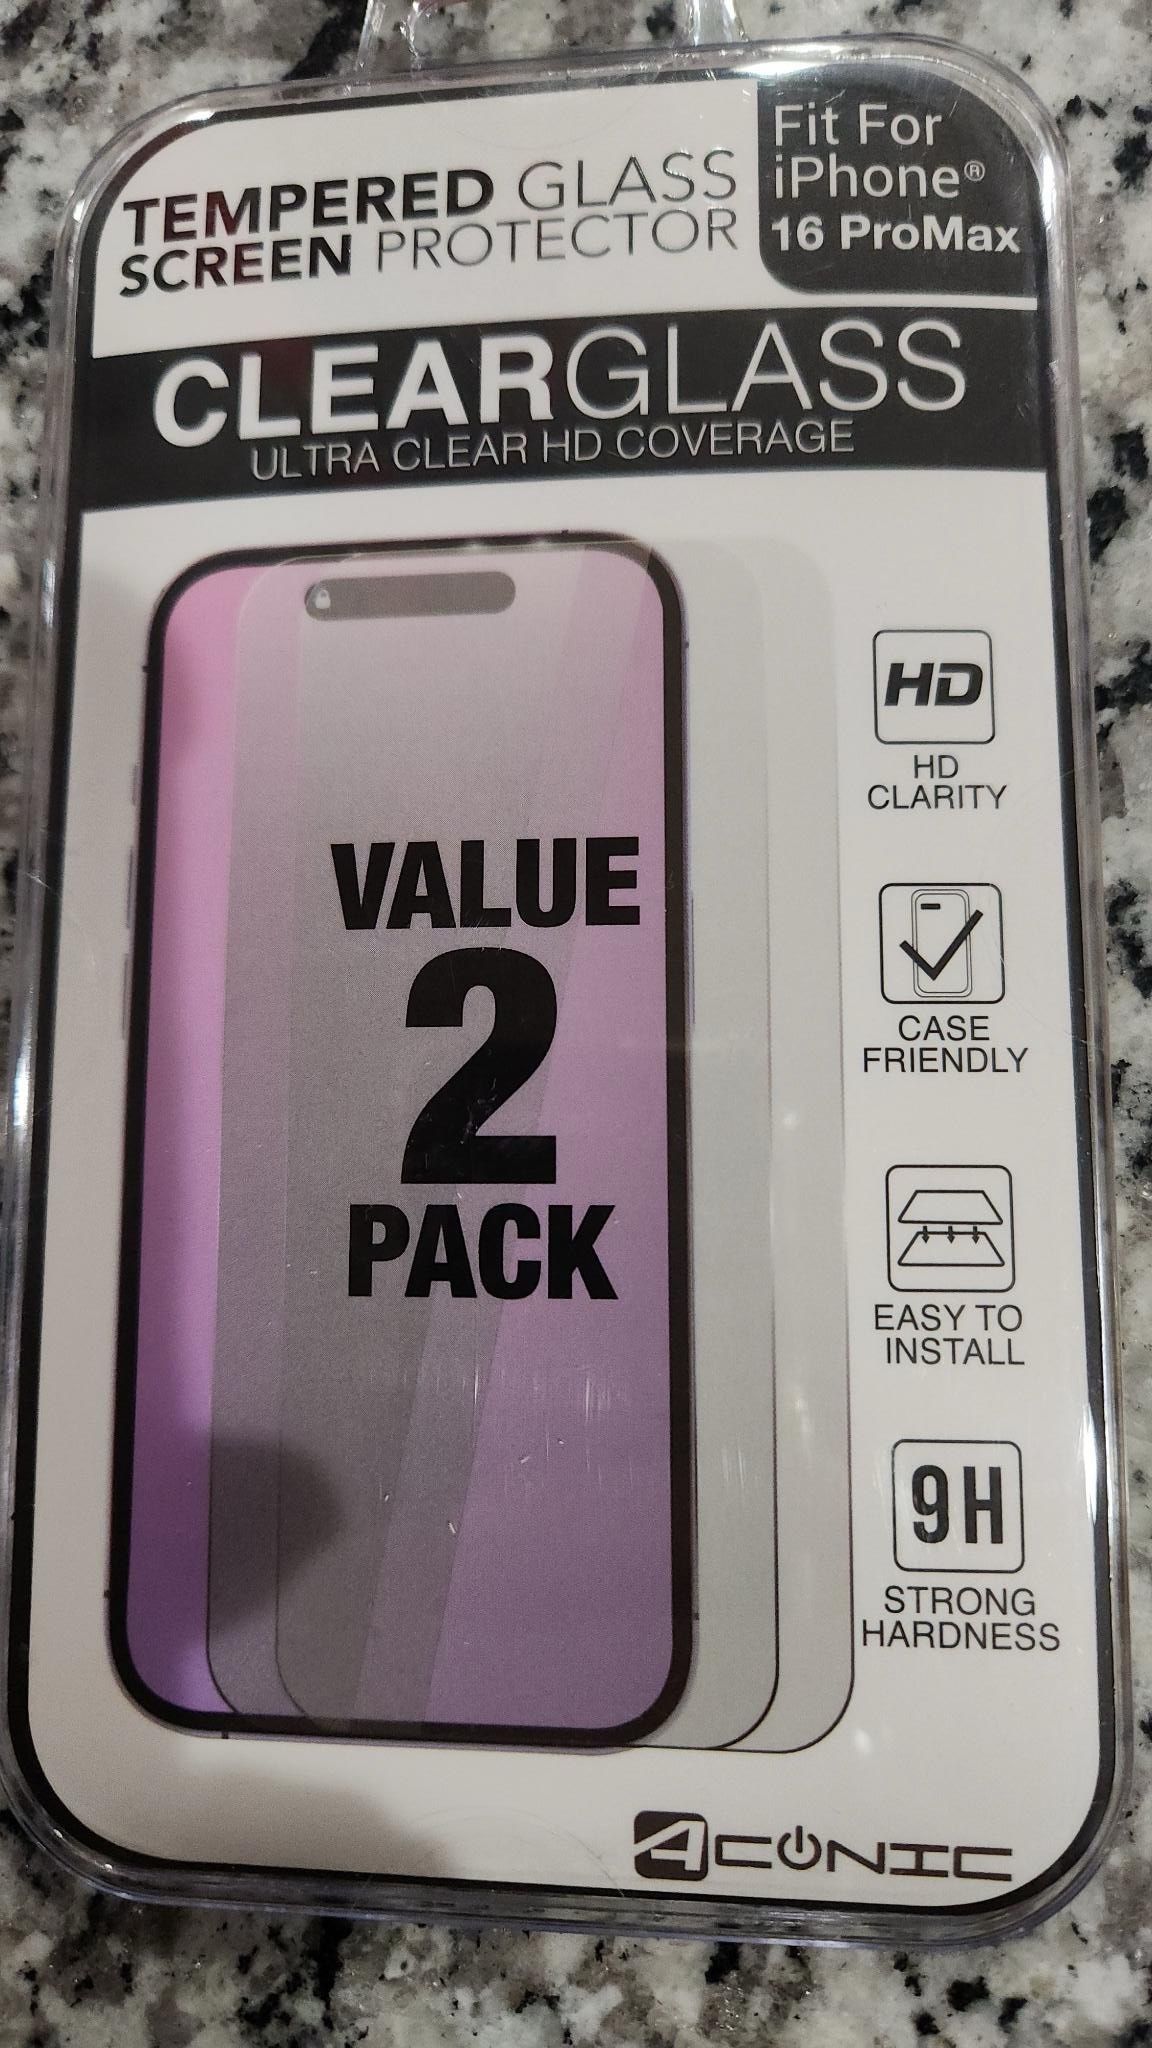 TEMPERED GLASS
SCREEN PROTECTOR
Fit For
iPhone®
16 ProMax
CLEARGLASS
ULTRA CLEAR HD COVERAGE
VALUE
2
PACK
HD
HD
CLARITY
CASE
FRIENDLY
EASY TO
INSTALL
9H
STRONG
HARDNESS
ACONIC